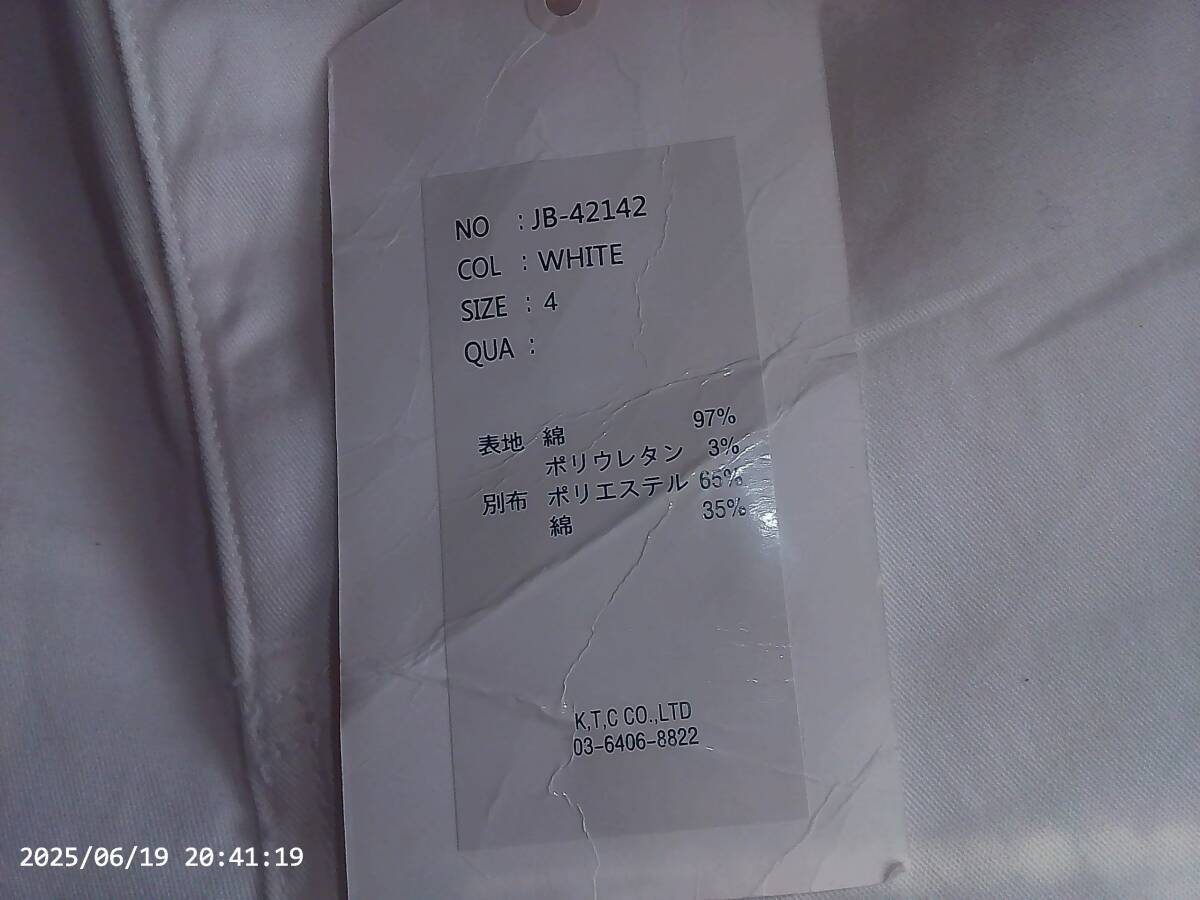 NO : JB-42142
COL : WHITE
SIZE : 4
QUA :
表地 綿 97%
ポリウレタン 3%
別布 ポリエステル 65%
綿 35%
K,T,C CO.,LTD
03-6406-8822
2025/06/19 20:41:19